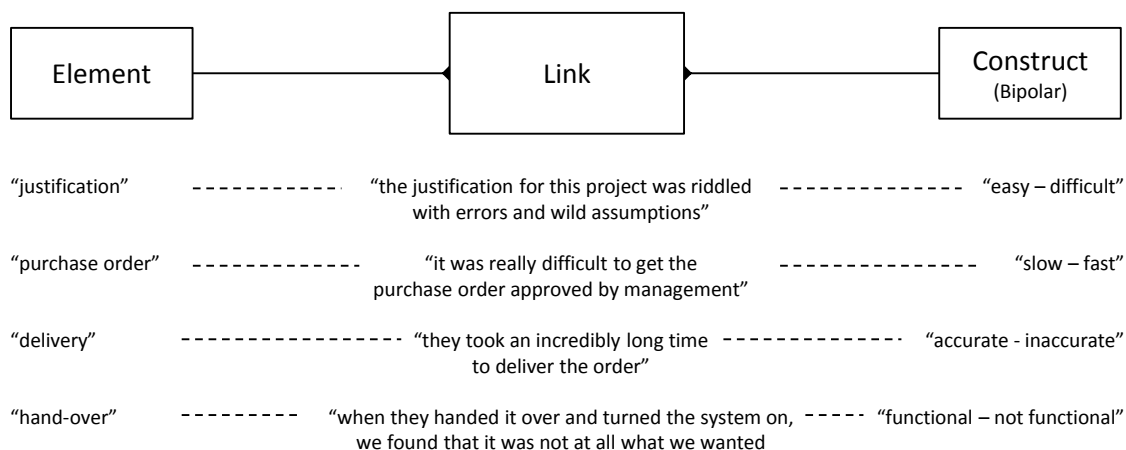 Element
Link
Construct
(Bipolar)
“justification”
“the justification for this project was riddled
with errors and wild assumptions”
“easy – difficult”
“purchase order”
“it was really difficult to get the
purchase order approved by management”
“slow – fast”
“delivery”
“they took an incredibly long time
to deliver the order”
“accurate - inaccurate”
“hand-over”
“when they handed it over and turned the system on,
we found that it was not at all what we wanted
“functional – not functional”